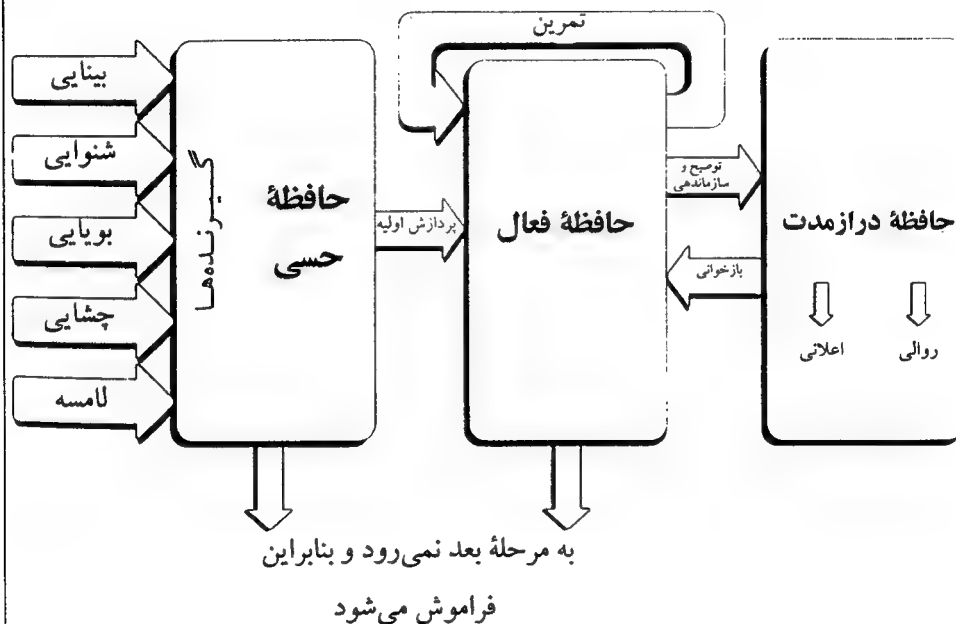 تمرین
بینایی
شنوایی
بویایی
چشایی
لامسه
گیرنده‌ها
حافظهٔ
حسی
پردازش اولیه
حافظهٔ فعال
توضیح و
سازماندهی
بازخوانی
حافظهٔ درازمدت
اعلانی
روالی
به مرحلهٔ بعد نمی‌رود و بنابراین
فراموش می‌شود